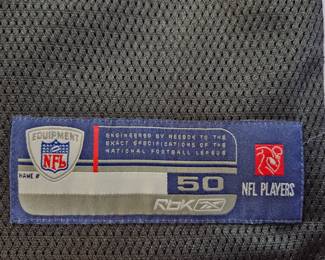 EQUIPMENT
NFL
ENGINEERED BY REEBOK TO THE
EXACT SPECIFICATIONS OF THE
NATIONAL FOOTBALL LEAGUE
NAME #
50
RbK
NFL PLAYERS